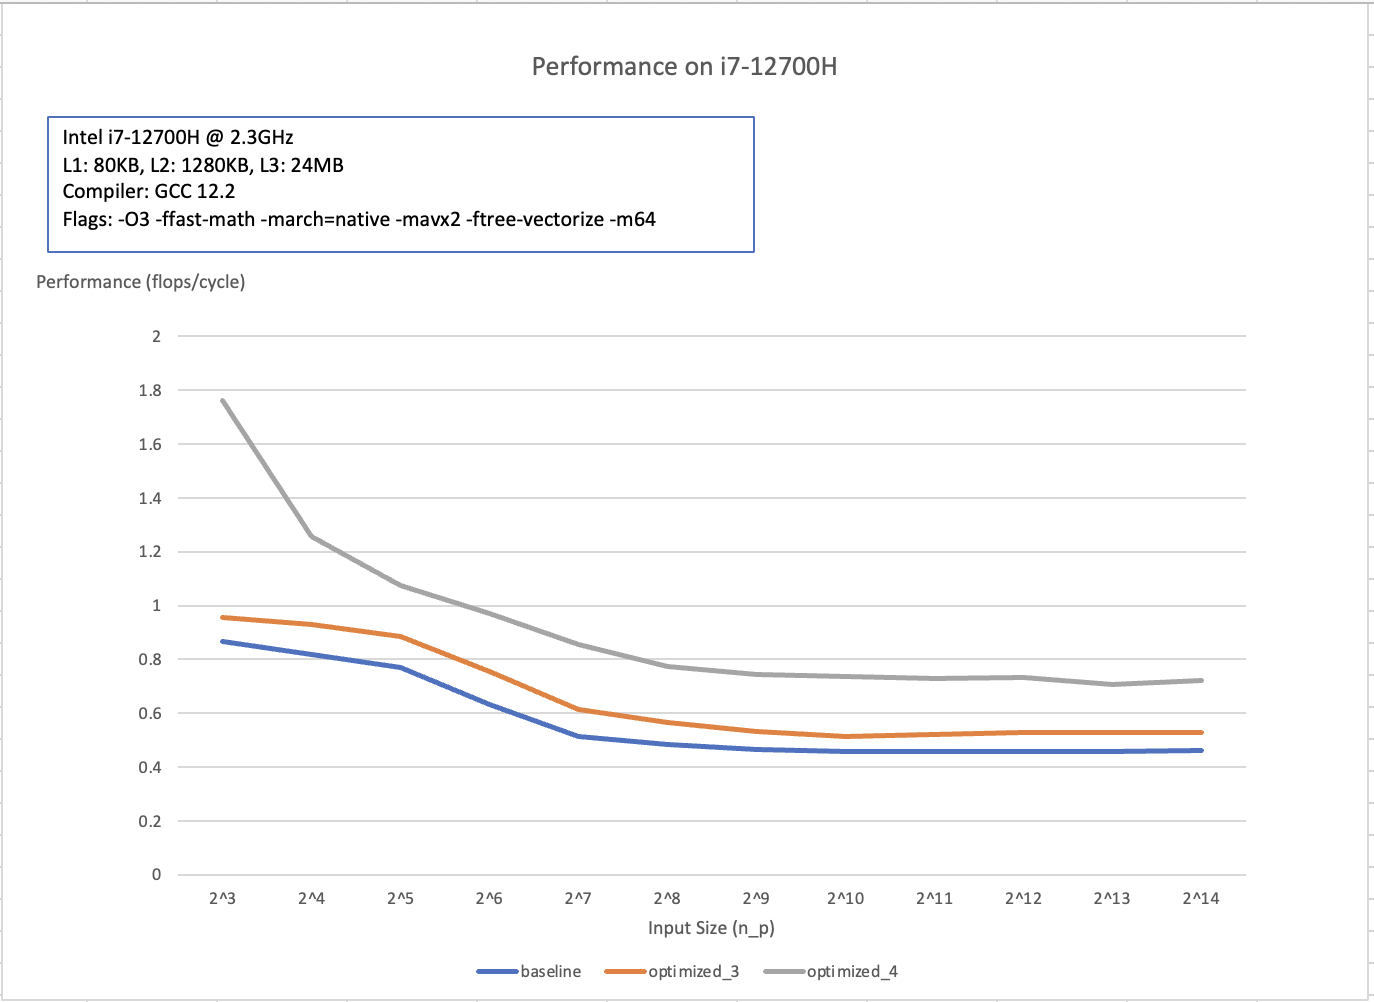 Performance on i7-12700H
Intel i7-12700H @ 2.3GHz
L1: 80KB, L2: 1280KB, L3: 24MB
Compiler: GCC 12.2
Flags: -O3 -ffast-math -march=native -mavx2 -ftree-vectorize -m64
Performance (flops/cycle)
2
1.8
1.6
1.4
1.2
1
0.8
0.6
0.4
0.2
0
2^3 2^4 2^5 2^6 2^7 2^8 2^9 2^10 2^11 2^12 2^13 2^14
Input Size (n_p)
baseline optimized_3 optimized_4